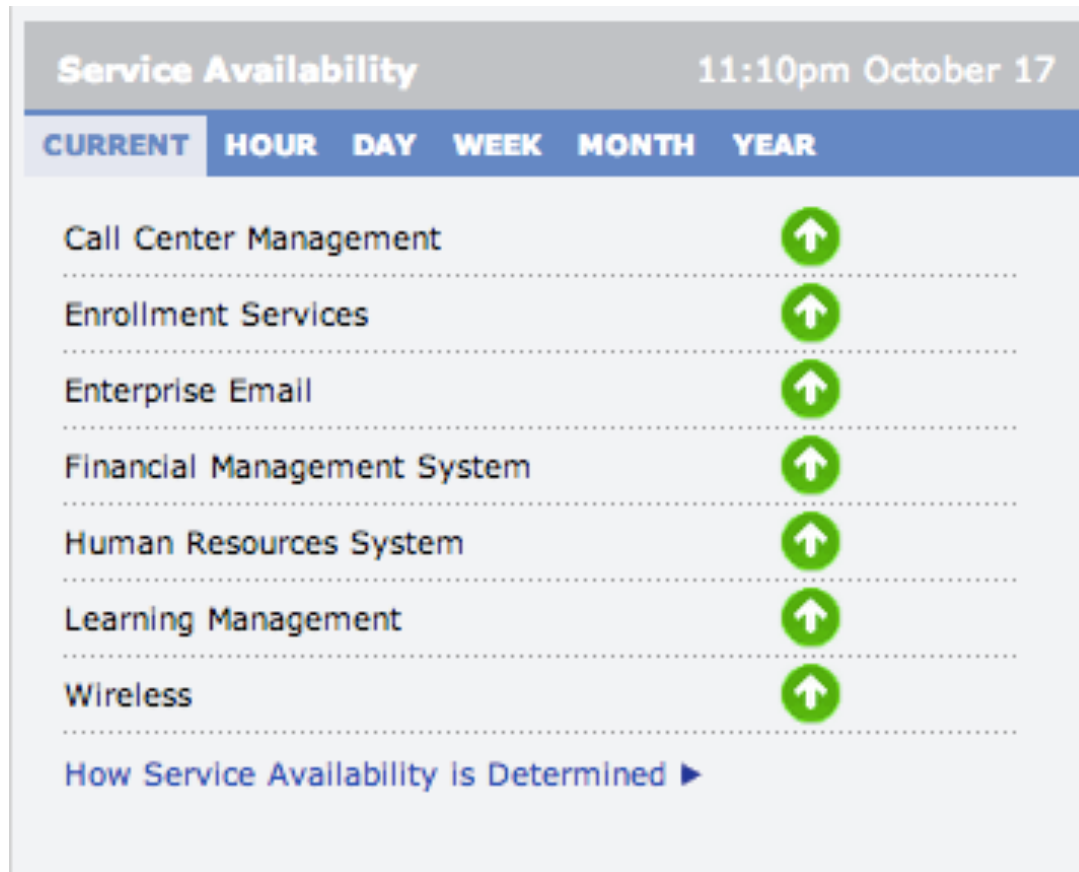 Service Availability 11:10pm October 17
CURRENT HOUR DAY WEEK MONTH YEAR
Call Center Management
Enrollment Services
Enterprise Email
Financial Management System
Human Resources System
Learning Management
Wireless
How Service Availability is Determined